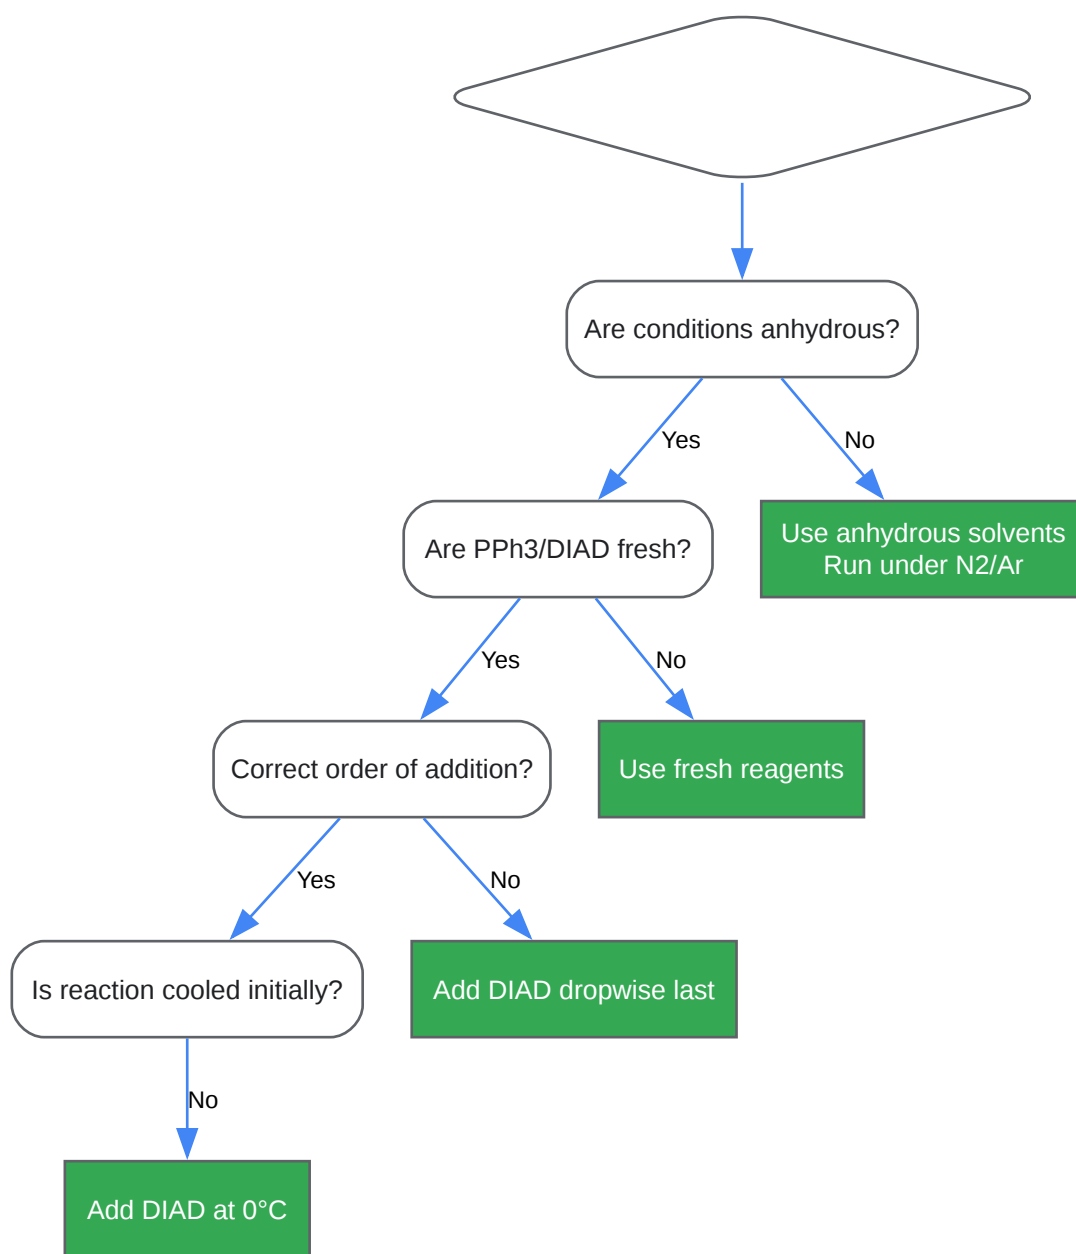 Are conditions anhydrous?
Yes
No
Are PPh3/DIAD fresh?
Use anhydrous solvents
Run under N2/Ar
Yes
No
Correct order of addition?
Use fresh reagents
Yes
No
Is reaction cooled initially?
Add DIAD dropwise last
No
Add DIAD at 0°C